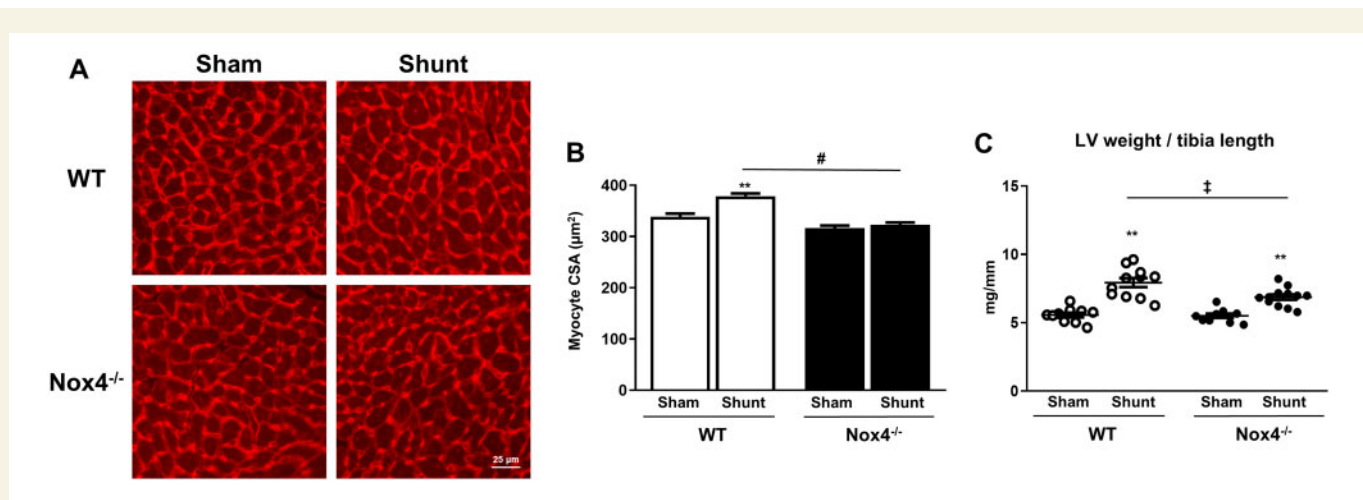 A
Sham Shunt
WT
Nox4-/-
25 µm
B
#
**
400
300
200
100
0
Myocyte CSA (µm2)
Sham Shunt Sham Shunt
WT Nox4-/-
C LV weight / tibia length
‡
**
**
15
10
5
0
mg/mm
Sham Shunt Sham Shunt
WT Nox4-/-